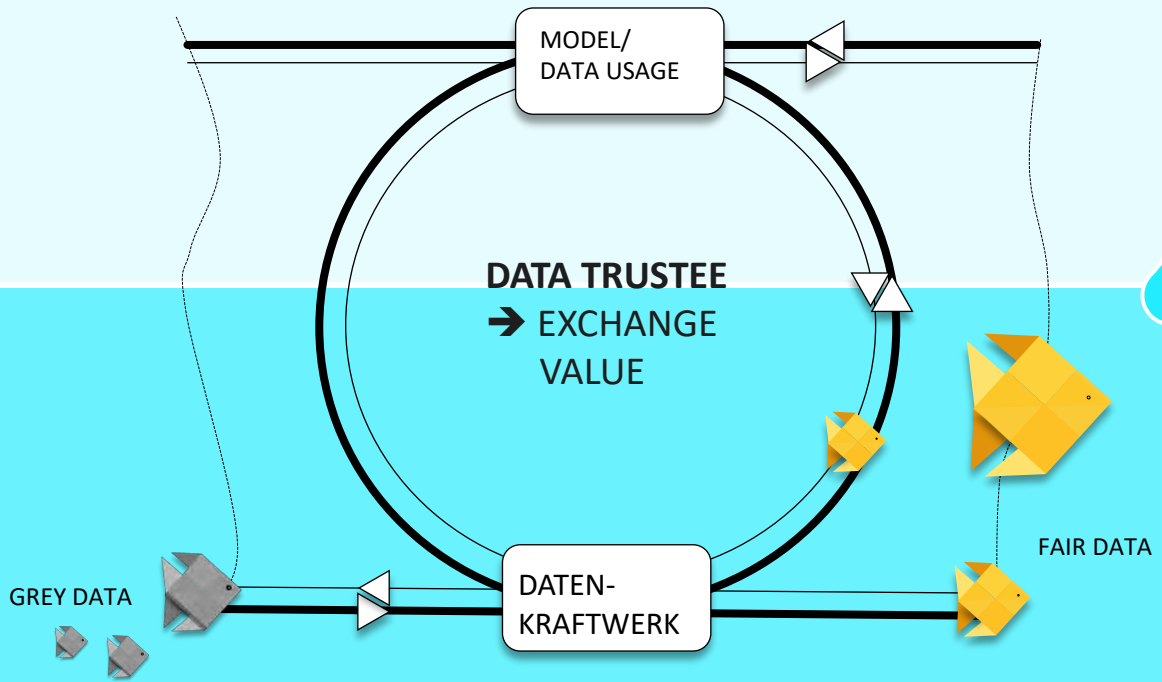 MODEL/
DATA USAGE
DATA TRUSTEE
➔ EXCHANGE
VALUE
FAIR DATA
DATEN-
KRAFTWERK
GREY DATA